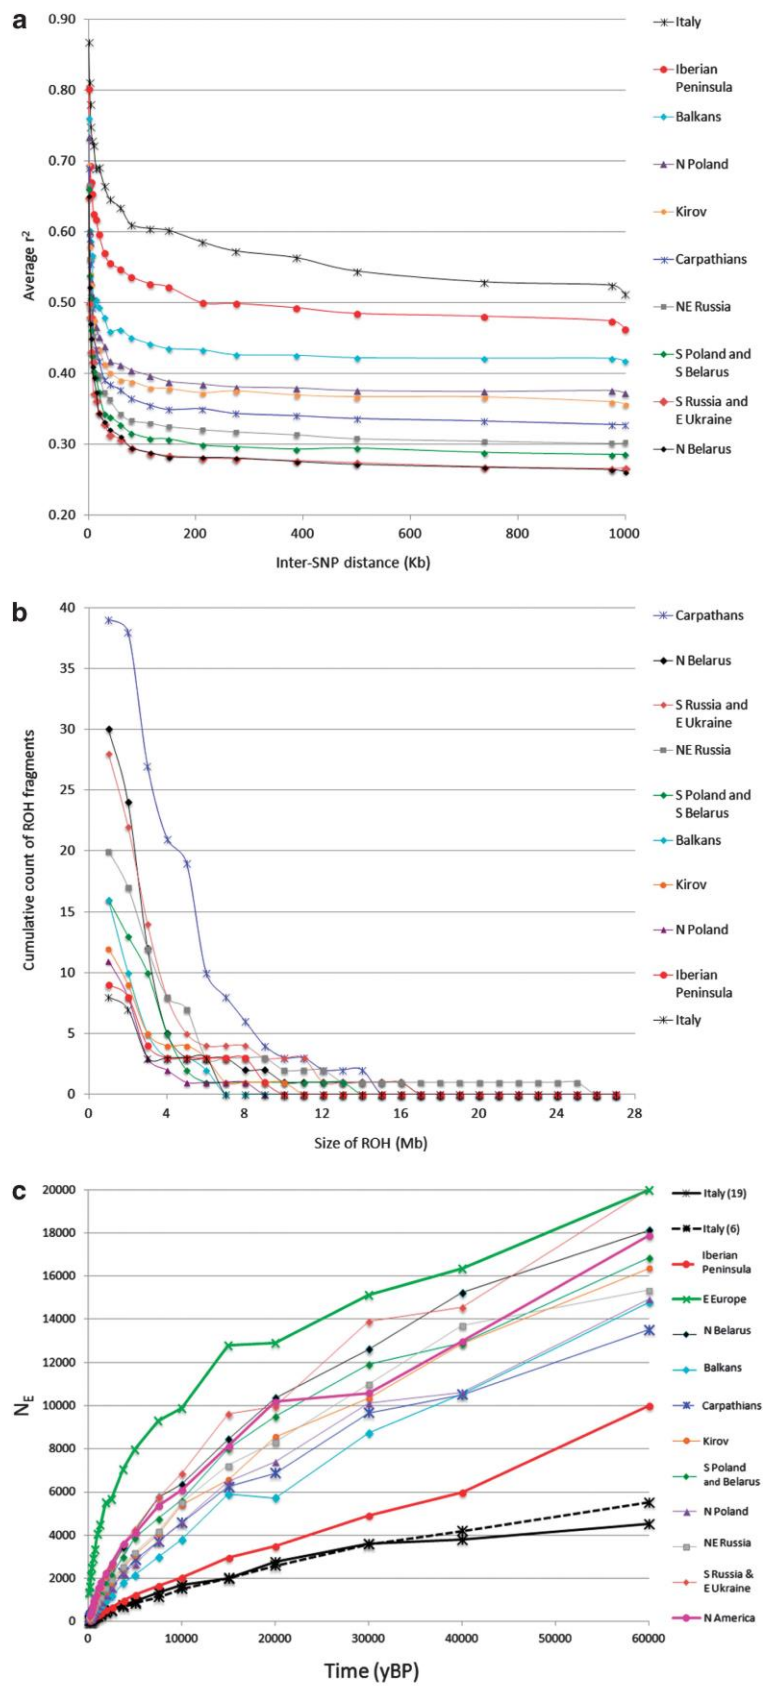 a
0.90
0.80
0.70
0.60
0.50
0.40
0.30
0.20
Average r²
0
200
400
600
800
1000
Inter-SNP distance (Kb)
Italy
Iberian
Peninsula
Balkans
N Poland
Kirov
Carpathians
NE Russia
S Poland and
S Belarus
S Russia and
E Ukraine
N Belarus
b
40
35
30
25
20
15
10
5
0
Cumulative count of ROH fragments
0
4
8
12
16
20
24
28
Size of ROH (Mb)
Carpathans
N Belarus
S Russia and
E Ukraine
NE Russia
S Poland and
S Belarus
Balkans
Kirov
N Poland
Iberian
Peninsula
Italy
c
20000
18000
16000
14000
12000
10000
8000
6000
4000
2000
0
N_E
0
10000
20000
30000
40000
50000
60000
Time (yBP)
Italy (19)
Italy (6)
Iberian
Peninsula
E Europe
N Belarus
Balkans
Carpathians
Kirov
S Poland
and Belarus
N Poland
NE Russia
S Russia &
E Ukraine
N America